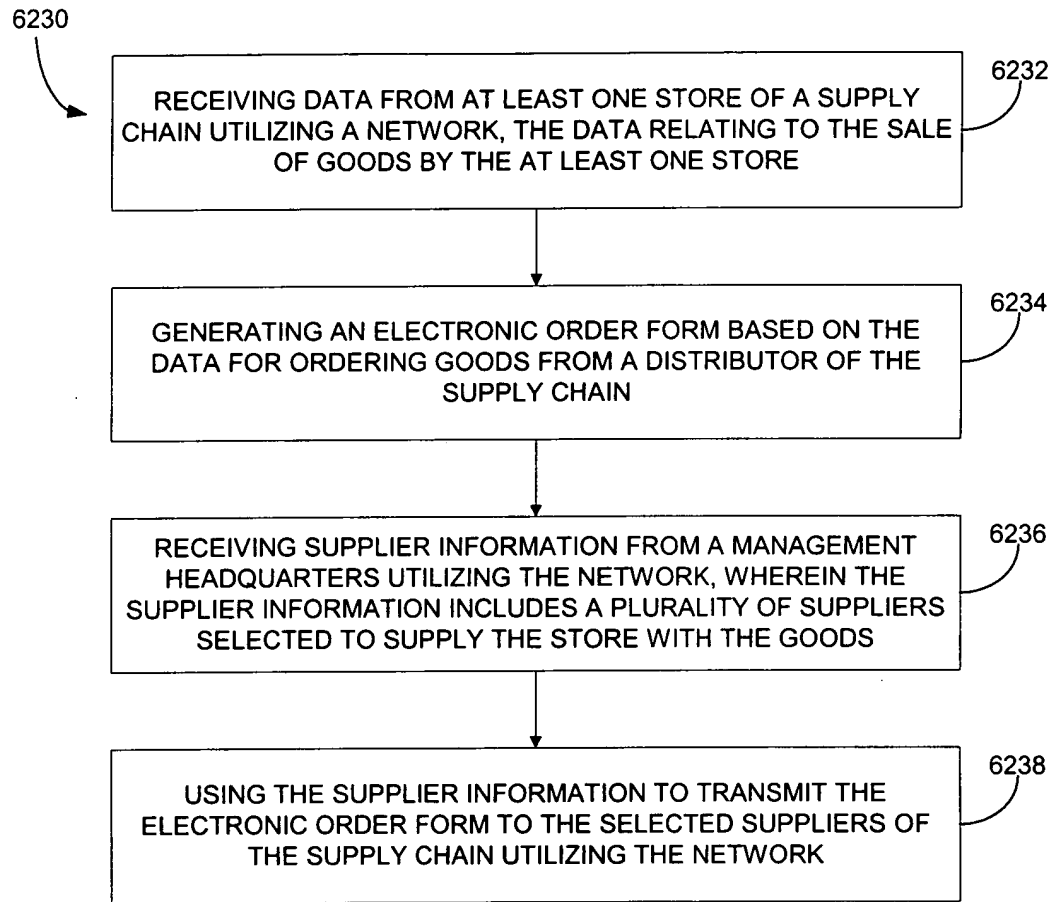 6230
6232
RECEIVING DATA FROM AT LEAST ONE STORE OF A SUPPLY
CHAIN UTILIZING A NETWORK, THE DATA RELATING TO THE SALE
OF GOODS BY THE AT LEAST ONE STORE
6234
GENERATING AN ELECTRONIC ORDER FORM BASED ON THE
DATA FOR ORDERING GOODS FROM A DISTRIBUTOR OF THE
SUPPLY CHAIN
6236
RECEIVING SUPPLIER INFORMATION FROM A MANAGEMENT
HEADQUARTERS UTILIZING THE NETWORK, WHEREIN THE
SUPPLIER INFORMATION INCLUDES A PLURALITY OF SUPPLIERS
SELECTED TO SUPPLY THE STORE WITH THE GOODS
6238
USING THE SUPPLIER INFORMATION TO TRANSMIT THE
ELECTRONIC ORDER FORM TO THE SELECTED SUPPLIERS OF
THE SUPPLY CHAIN UTILIZING THE NETWORK